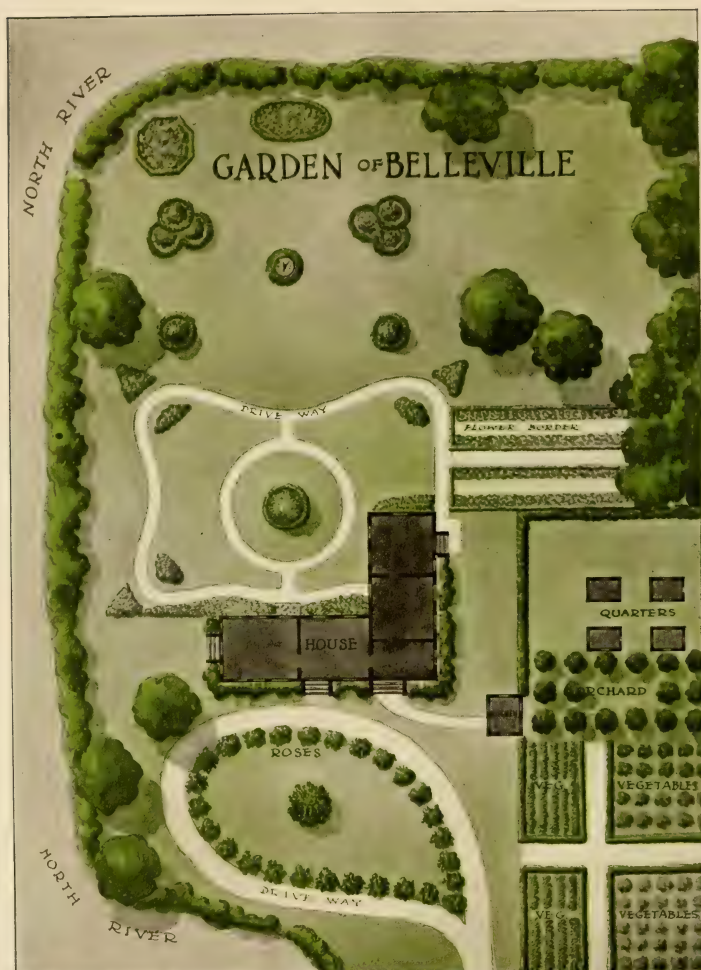 NORTH RIVER
GARDEN OF BELLEVILLE
DRIVE WAY
FLOWER BORDER
QUARTERS
HOUSE
ORCHARD
ROSES
VEG.
VEGETABLES
DRIVE WAY
NORTH
RIVER
VEG
VEGETABLES